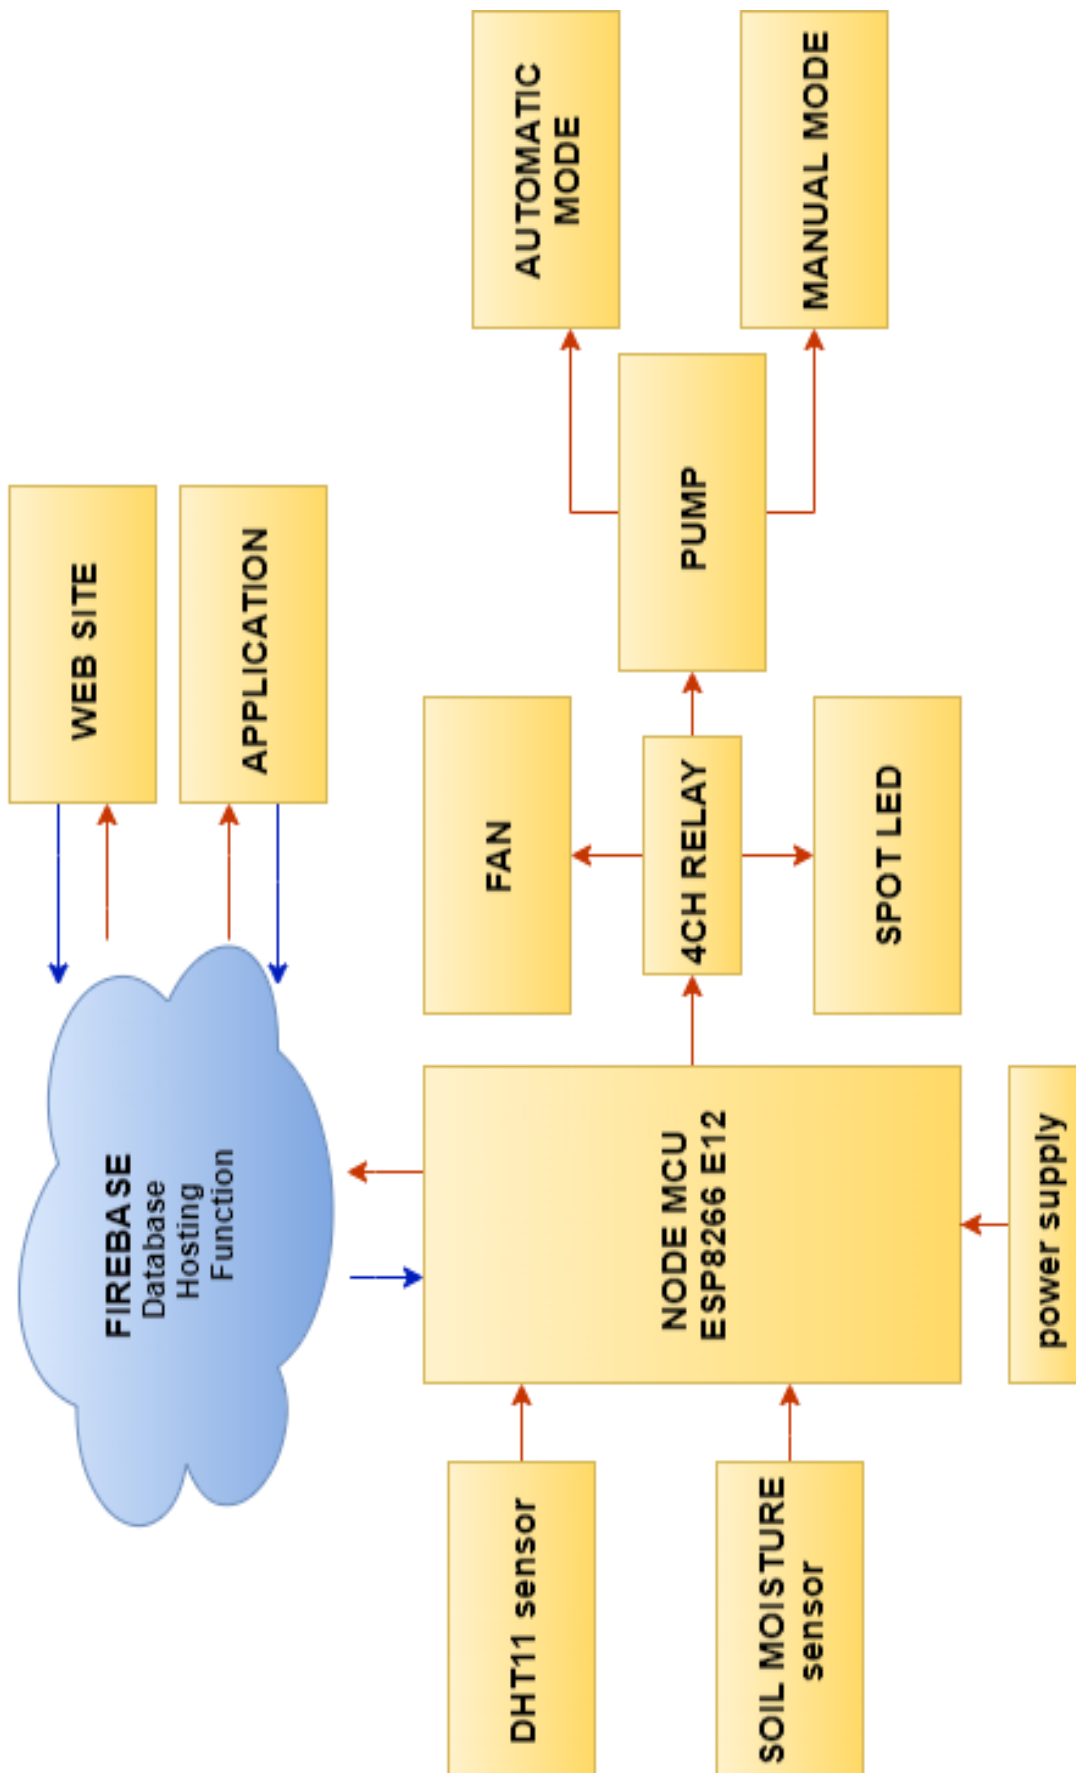 WEB SITE
APPLICATION
FIREBASE
Database
Hosting
Function
AUTOMATIC
MODE
FAN
DHT11 sensor
NODE MCU
ESP8266 E12
4CH RELAY
PUMP
SOIL MOISTURE
sensor
SPOT LED
MANUAL MODE
power supply